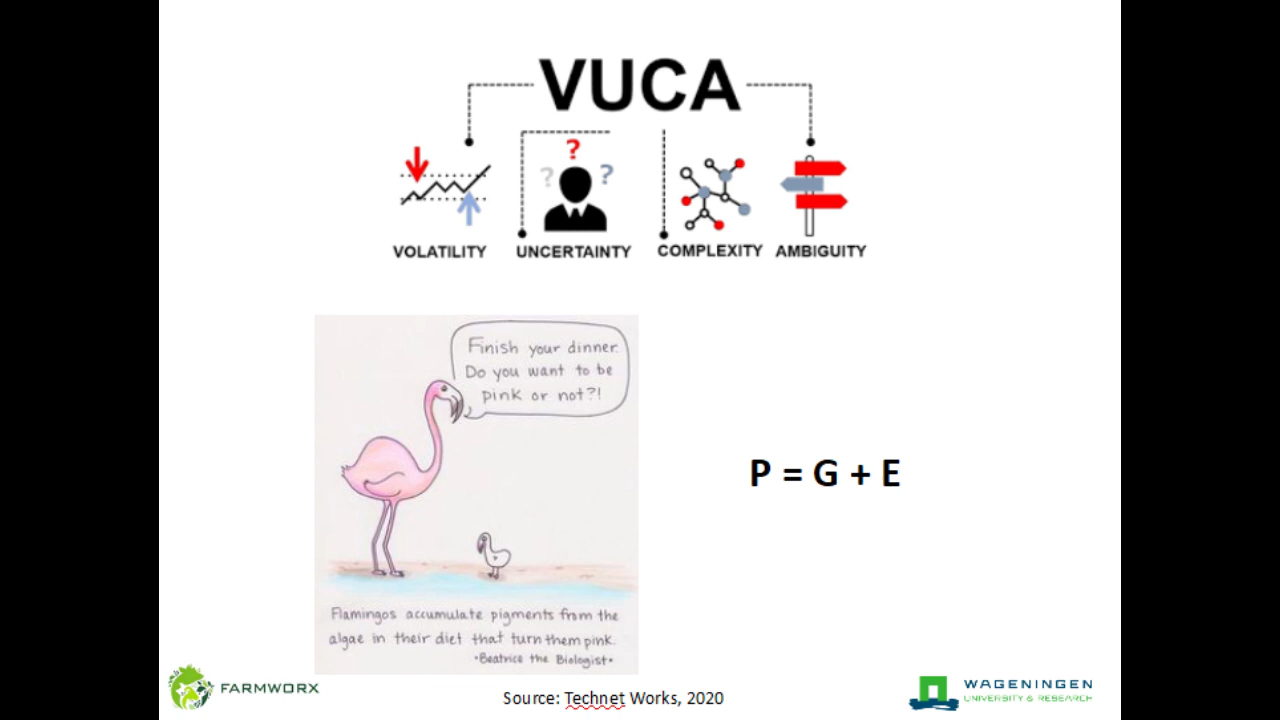 VUCA
?
? ?
VOLATILITY UNCERTAINTY COMPLEXITY AMBIGUITY
Finish your dinner.
Do you want to be
pink or not?!
P = G + E
Flamingos accumulate pigments from the
algae in their diet that turn them pink.
•Beatrice the Biologist•
FARMWORX
Source: Technet Works, 2020
WAGENINGEN
UNIVERSITY & RESEARCH